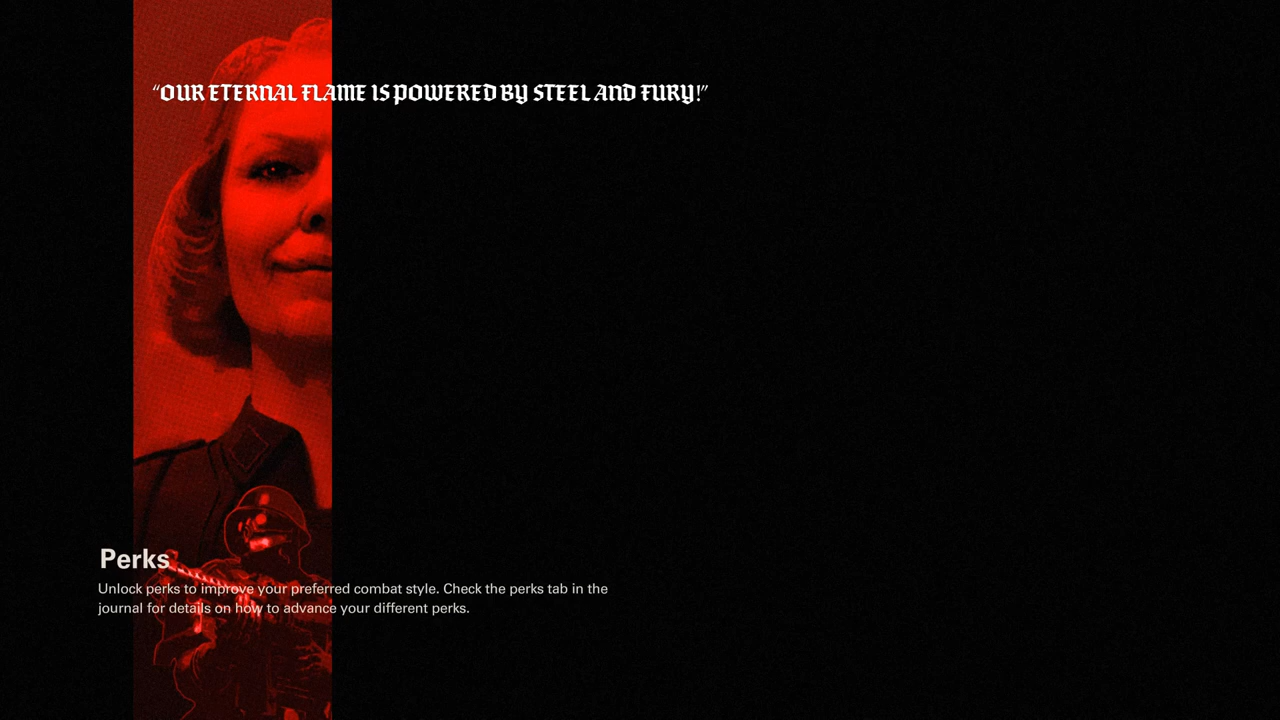 “OUR ETERNAL FLAME IS POWERED BY STEEL AND FURY!”
Perks
Unlock perks to improve your preferred combat style. Check the perks tab in the
journal for details on how to advance your different perks.